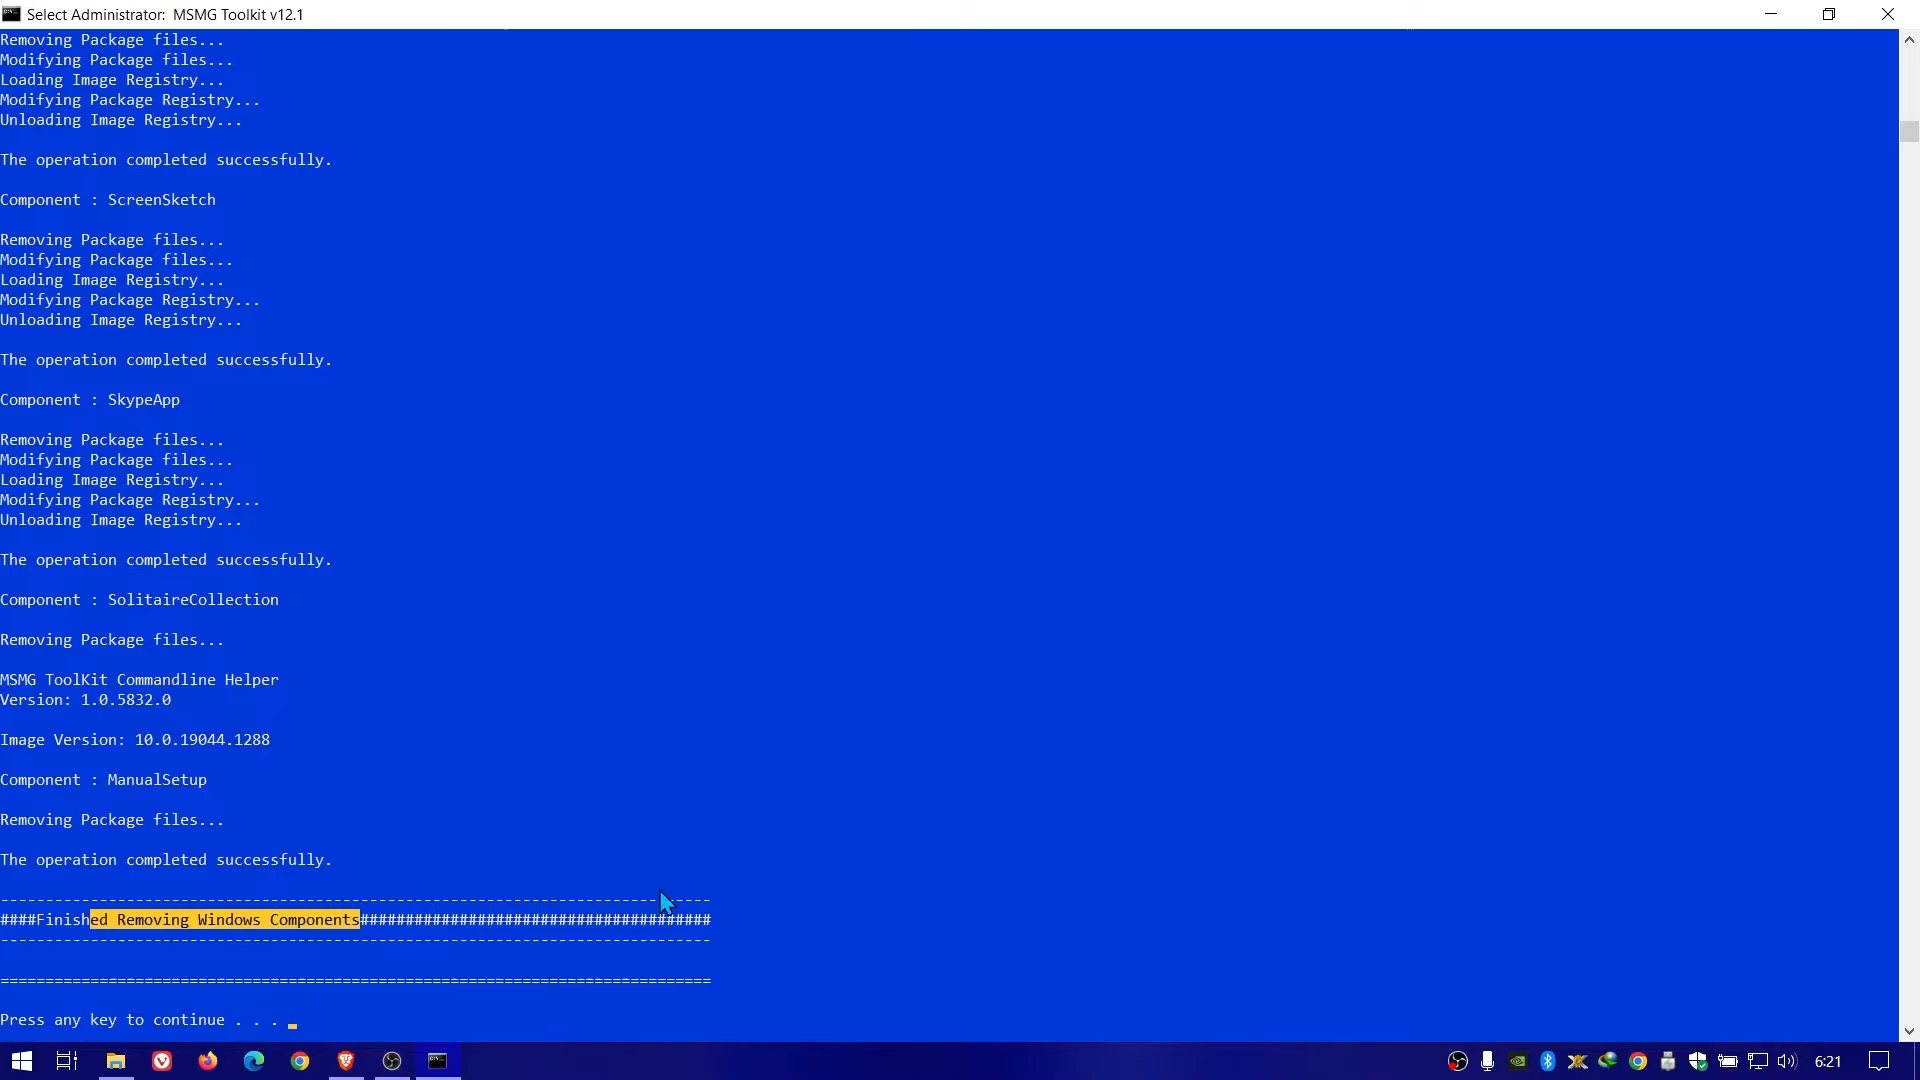 Select Administrator:  MSMG Toolkit v12.1
Removing Package files...
Modifying Package files...
Loading Image Registry...
Modifying Package Registry...
Unloading Image Registry...
The operation completed successfully.
Component : ScreenSketch
Removing Package files...
Modifying Package files...
Loading Image Registry...
Modifying Package Registry...
Unloading Image Registry...
The operation completed successfully.
Component : SkypeApp
Removing Package files...
Modifying Package files...
Loading Image Registry...
Modifying Package Registry...
Unloading Image Registry...
The operation completed successfully.
Component : SolitaireCollection
Removing Package files...
MSMG ToolKit Commandline Helper
Version: 1.0.5832.0
Image Version: 10.0.19044.1288
Component : ManualSetup
Removing Package files...
The operation completed successfully.
-------------------------------------------------------------------------------
####Finished Removing Windows Components#######################################
-------------------------------------------------------------------------------
===============================================================================
Press any key to continue . . .
6:21